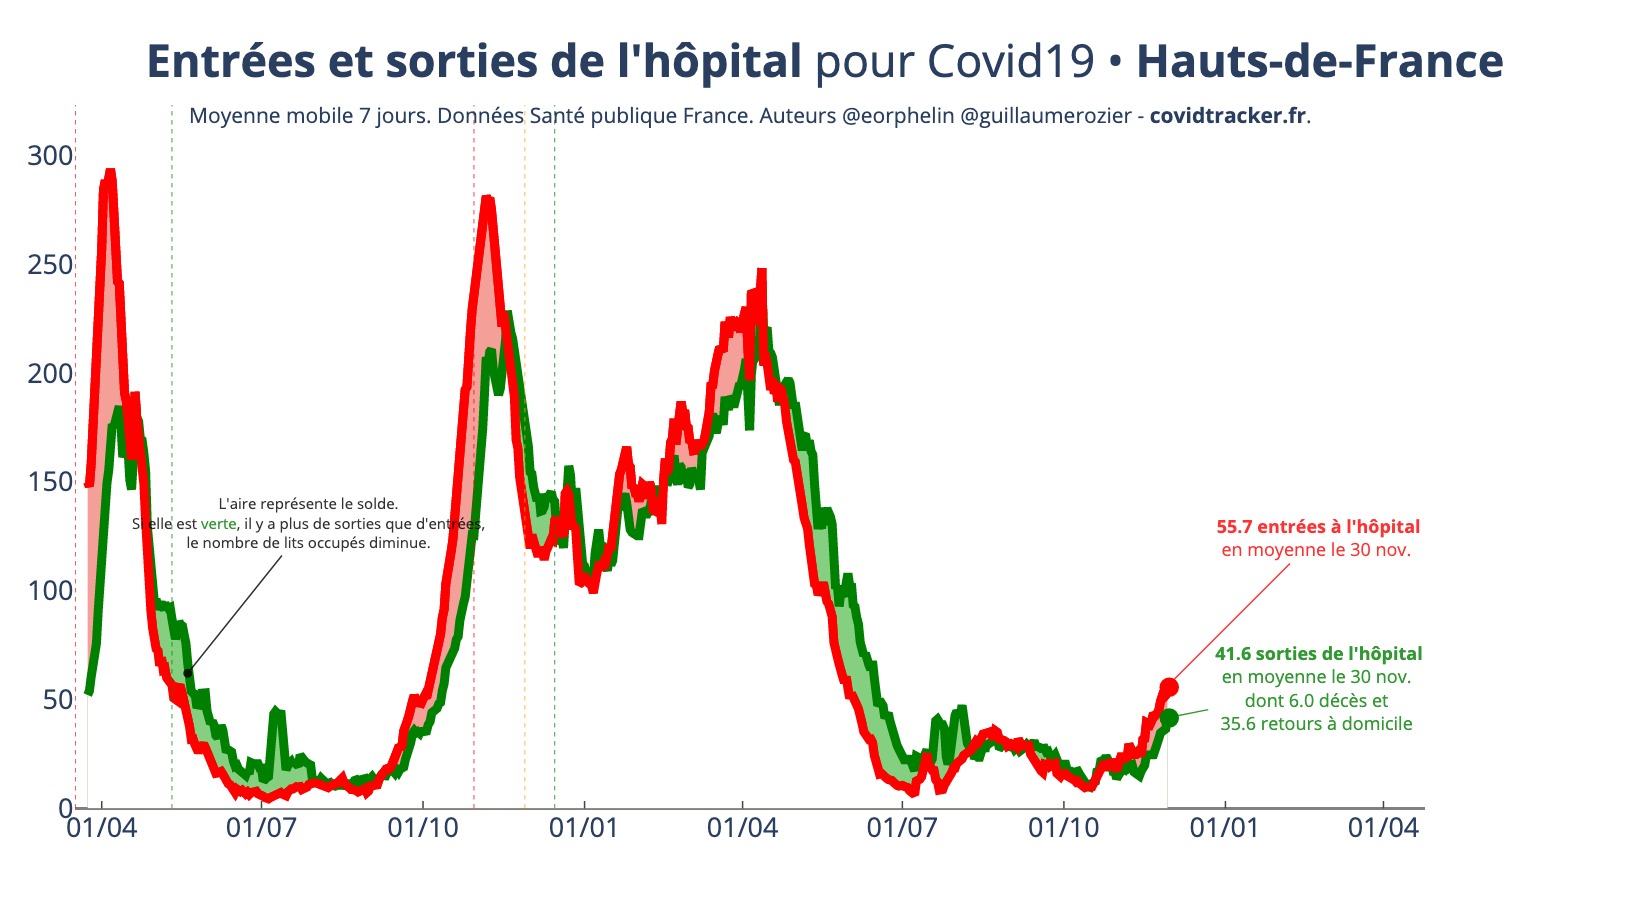 Entrées et sorties de l'hôpital pour Covid19 • Hauts-de-France
Moyenne mobile 7 jours. Données Santé publique France. Auteurs @eorphelin @guillaumerozier - covidtracker.fr.
300
250
200
150
100
50
0
L'aire représente le solde.
Si elle est verte, il y a plus de sorties que d'entrées,
le nombre de lits occupés diminue.
55.7 entrées à l'hôpital
en moyenne le 30 nov.
41.6 sorties de l'hôpital
en moyenne le 30 nov.
dont 6.0 décès et
35.6 retours à domicile
01/04 01/07 01/10 01/01 01/04 01/07 01/10 01/01 01/04